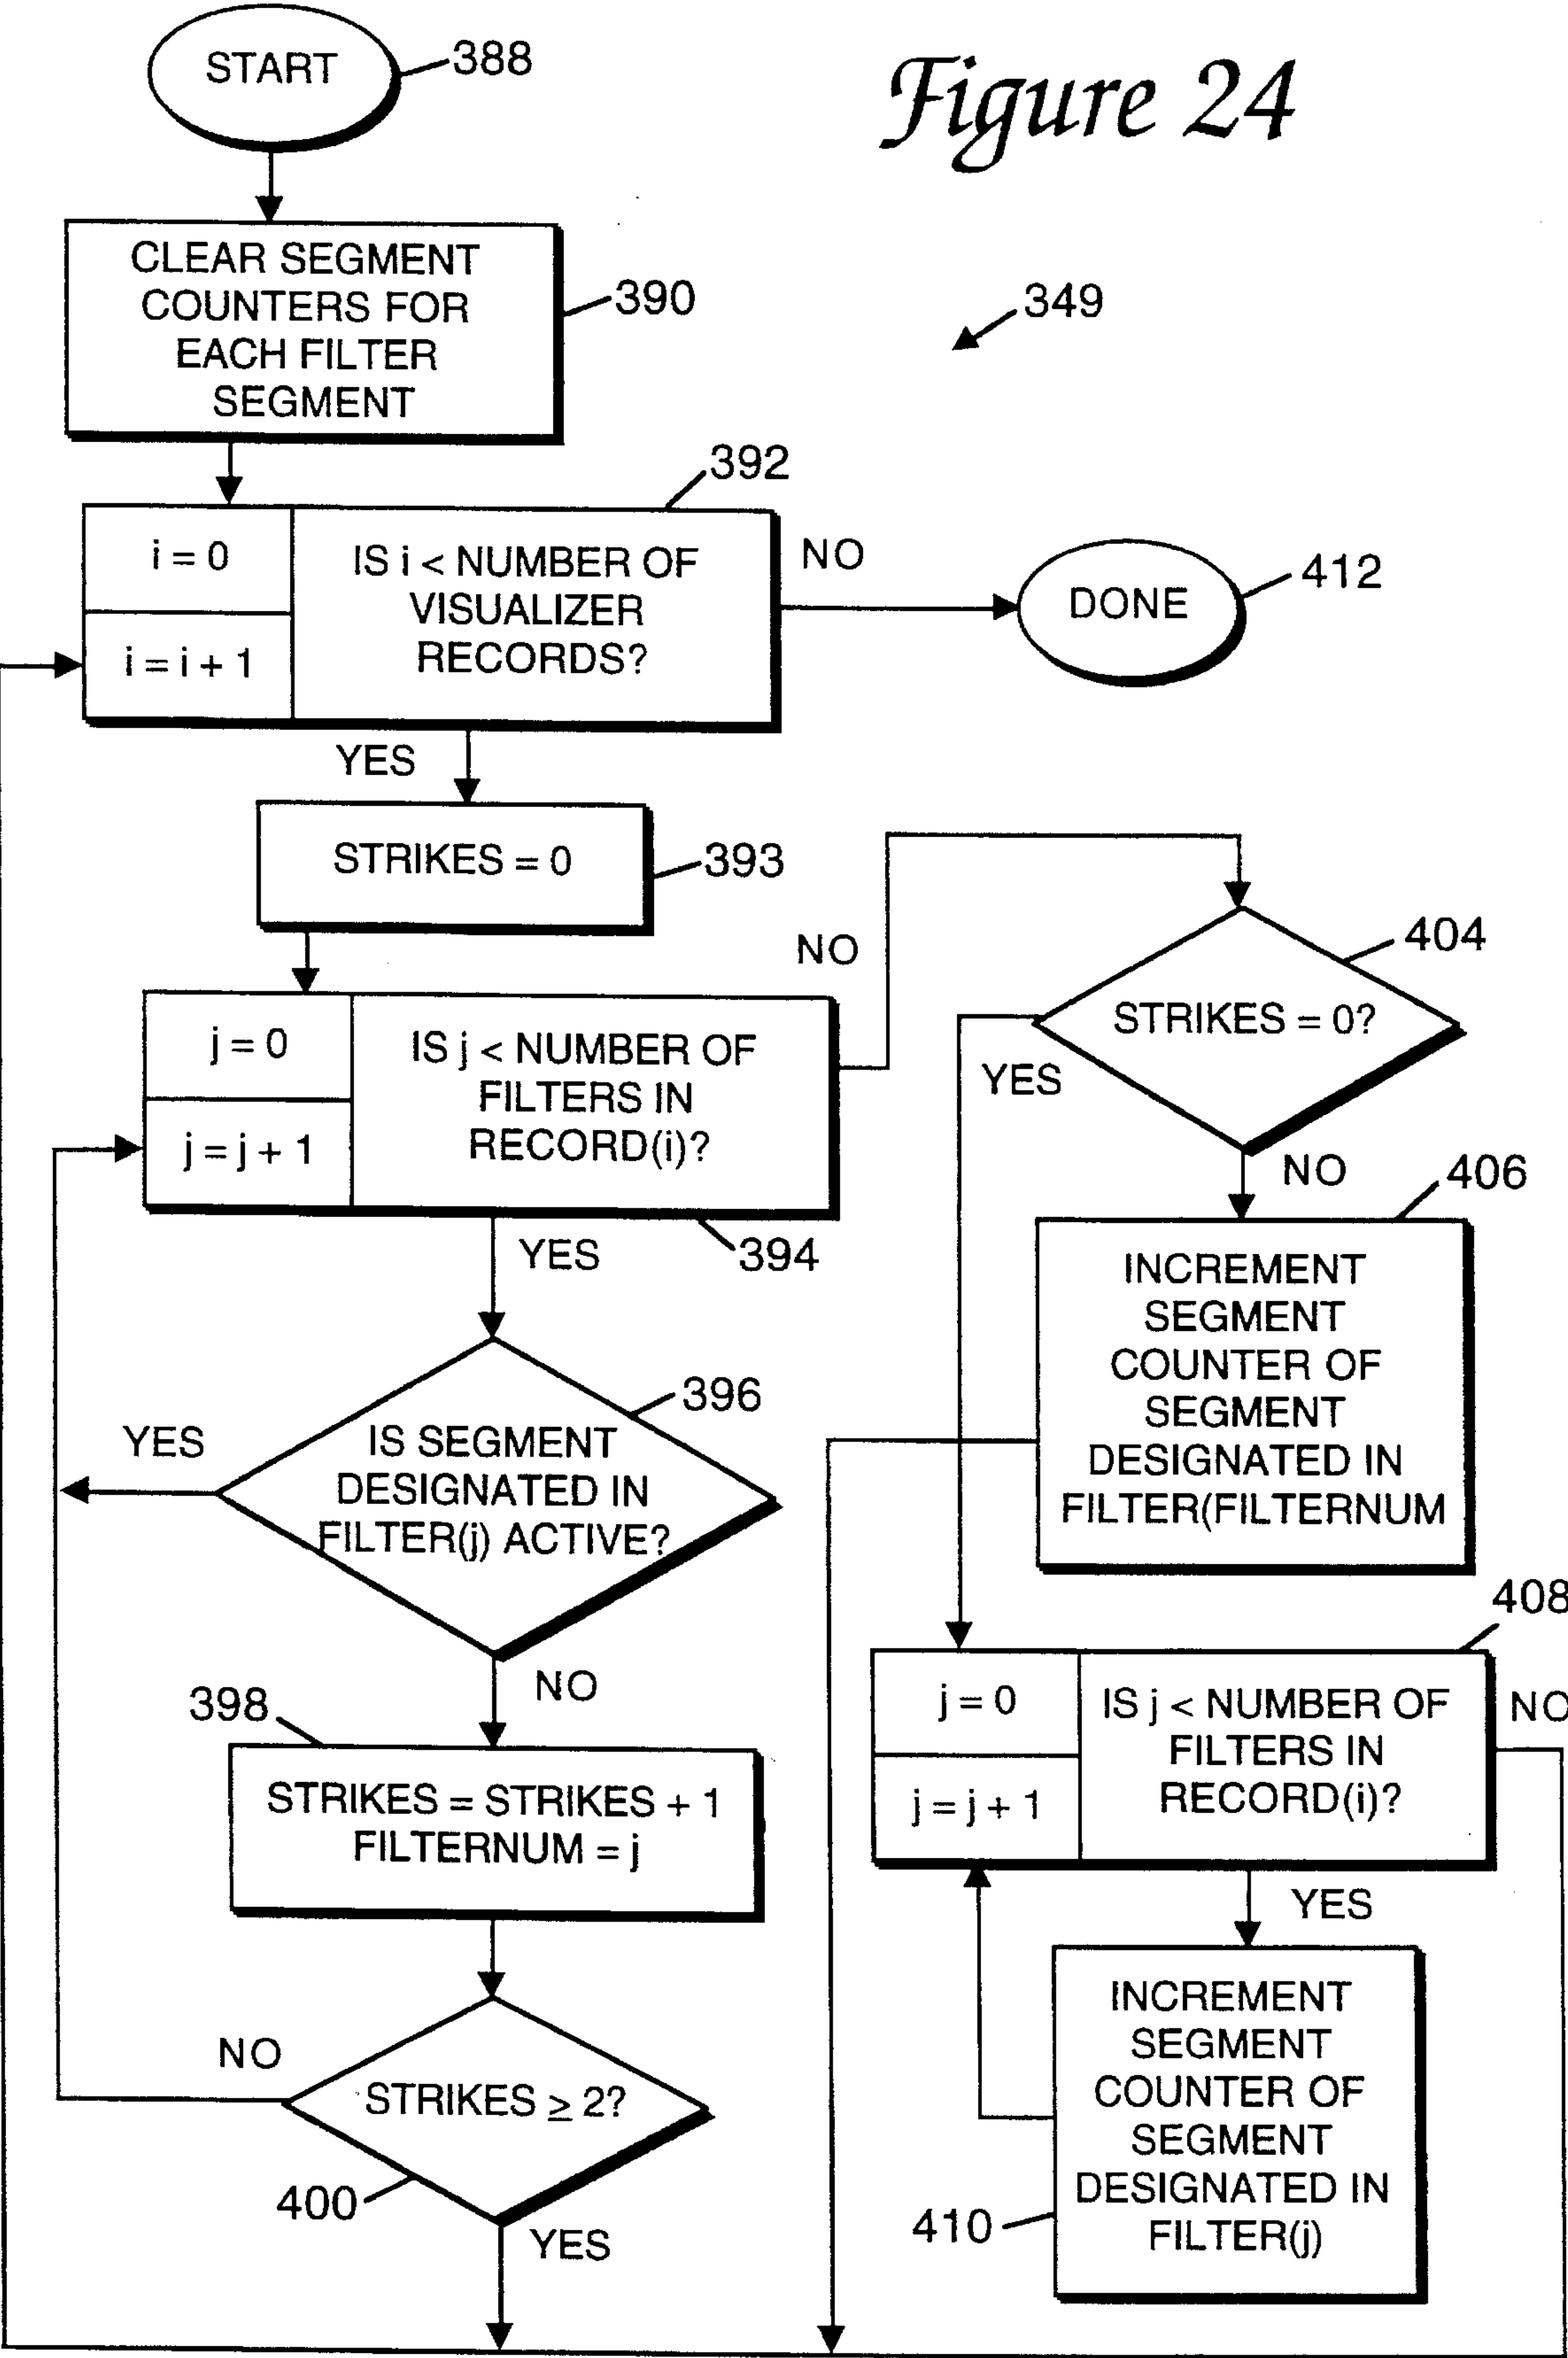 START
388
Figure 24
CLEAR SEGMENT
COUNTERS FOR
EACH FILTER
SEGMENT
390
349
392
i = 0
i = i + 1
IS i < NUMBER OF
VISUALIZER
RECORDS?
NO
DONE
412
YES
STRIKES = 0
393
NO
404
STRIKES = 0?
YES
NO
j = 0
j = j + 1
IS j < NUMBER OF
FILTERS IN
RECORD(i)?
394
YES
406
INCREMENT
SEGMENT
COUNTER OF
SEGMENT
DESIGNATED IN
FILTER(FILTERNUM
396
YES
IS SEGMENT
DESIGNATED IN
FILTER(j) ACTIVE?
NO
408
j = 0
j = j + 1
IS j < NUMBER OF
FILTERS IN
RECORD(i)?
NO
YES
398
STRIKES = STRIKES + 1
FILTERNUM = j
NO
STRIKES ≥ 2?
400
YES
INCREMENT
SEGMENT
COUNTER OF
SEGMENT
DESIGNATED IN
FILTER(j)
410